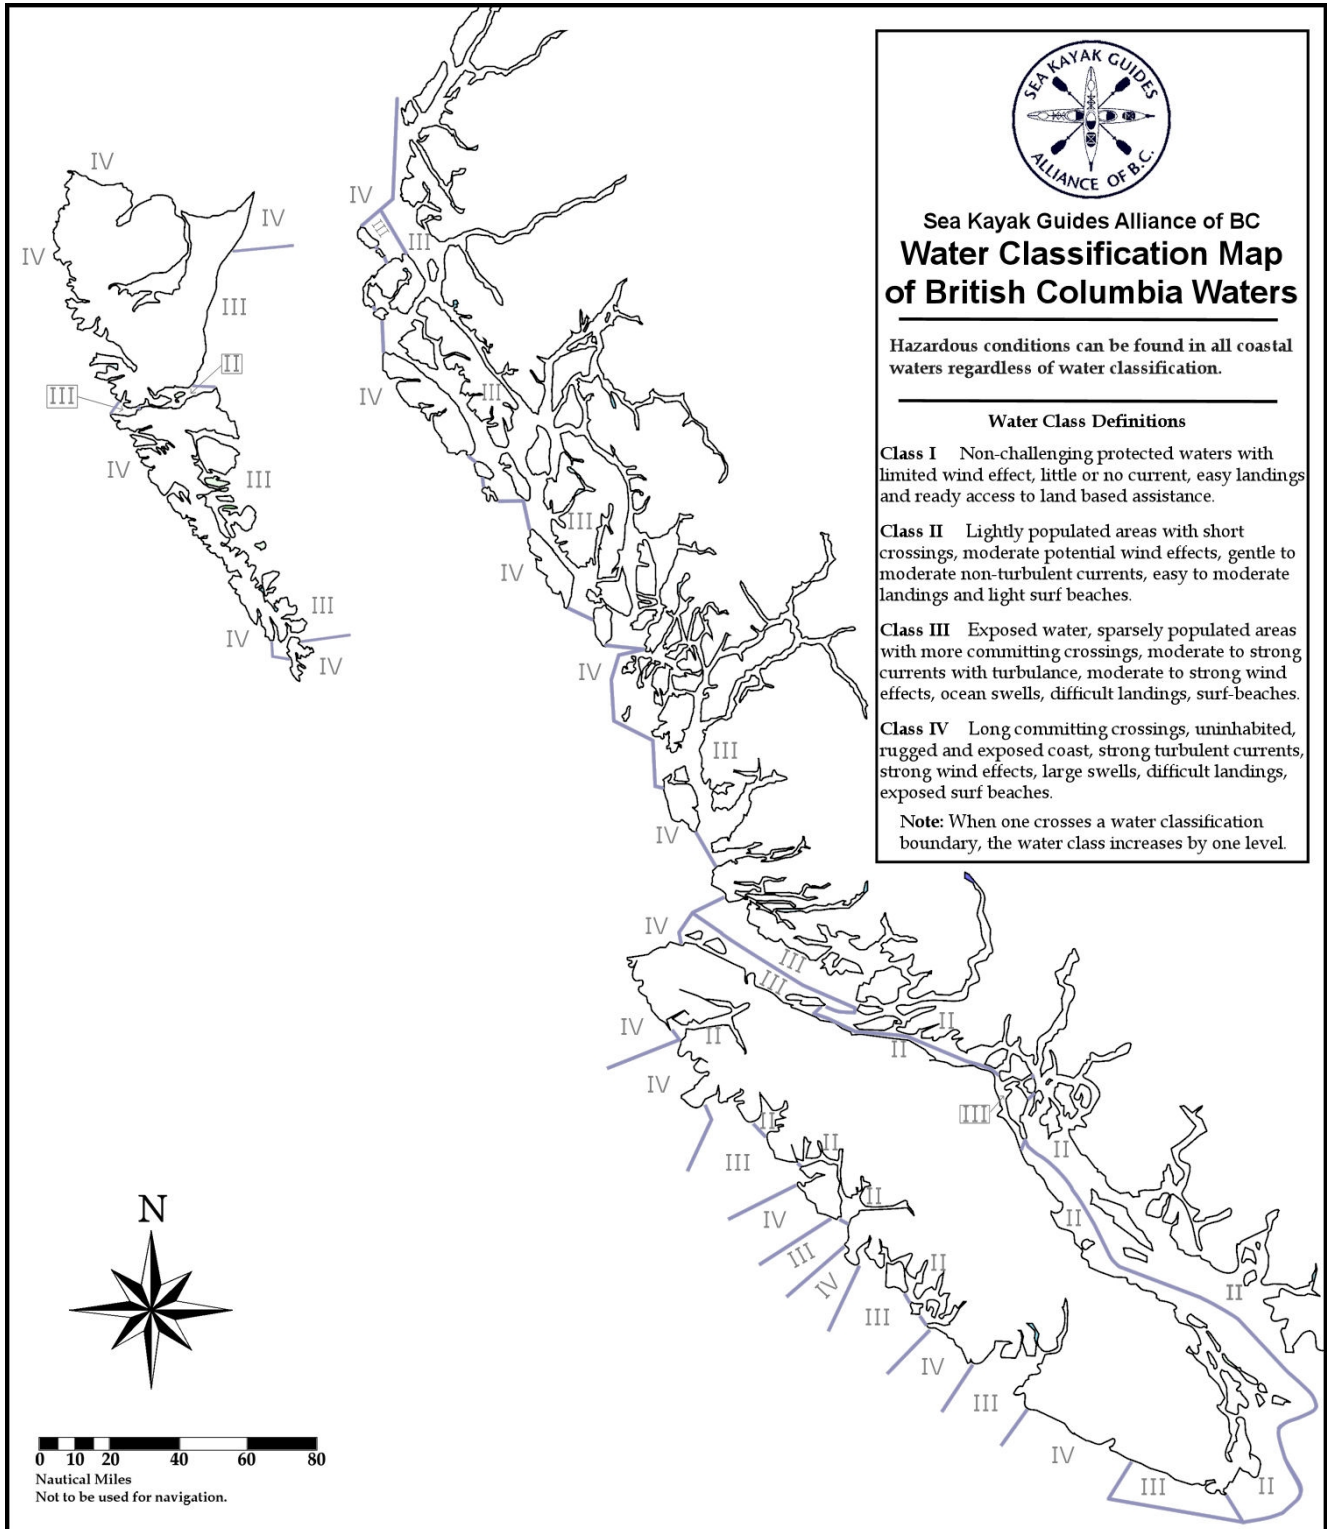 SEA KAYAK GUIDES
ALLIANCE OF B.C.
Sea Kayak Guides Alliance of BC
Water Classification Map
of British Columbia Waters
Hazardous conditions can be found in all coastal
waters regardless of water classification.
Water Class Definitions
Class I Non-challenging protected waters with
limited wind effect, little or no current, easy landings
and ready access to land based assistance.
Class II Lightly populated areas with short
crossings, moderate potential wind effects, gentle to
moderate non-turbulent currents, easy to moderate
landings and light surf beaches.
Class III Exposed water, sparsely populated areas
with more committing crossings, moderate to strong
currents with turbulance, moderate to strong wind
effects, ocean swells, difficult landings, surf-beaches.
Class IV Long committing crossings, uninhabited,
rugged and exposed coast, strong turbulent currents,
strong wind effects, large swells, difficult landings,
exposed surf beaches.
Note: When one crosses a water classification
boundary, the water class increases by one level.
IV
IV
IV
III
II
III
IV
III
III
IV
IV
IV
III
III
IV
III
III
IV
IV
III
IV
IV
III
III
IV
II
IV
II
II
III
II
III
II
II
IV
II
III
IV
II
III
II
II
IV
III
IV
III
II
N
0 10 20 40 60 80
Nautical Miles
Not to be used for navigation.